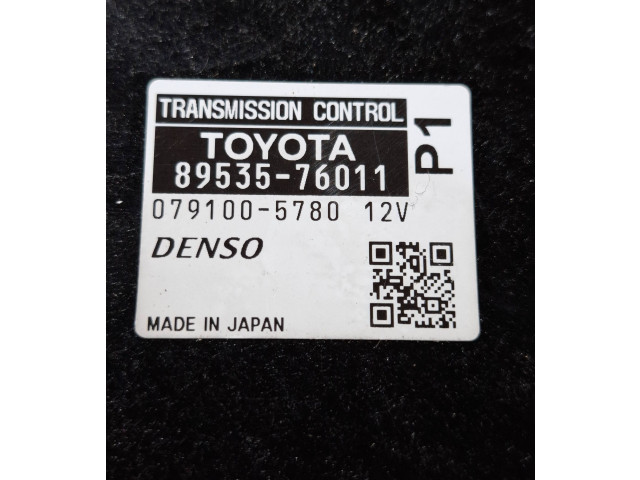 TRANSMISSION CONTROL
TOYOTA
89535-76011
P1
079100-5780 12V
DENSO
MADE IN JAPAN